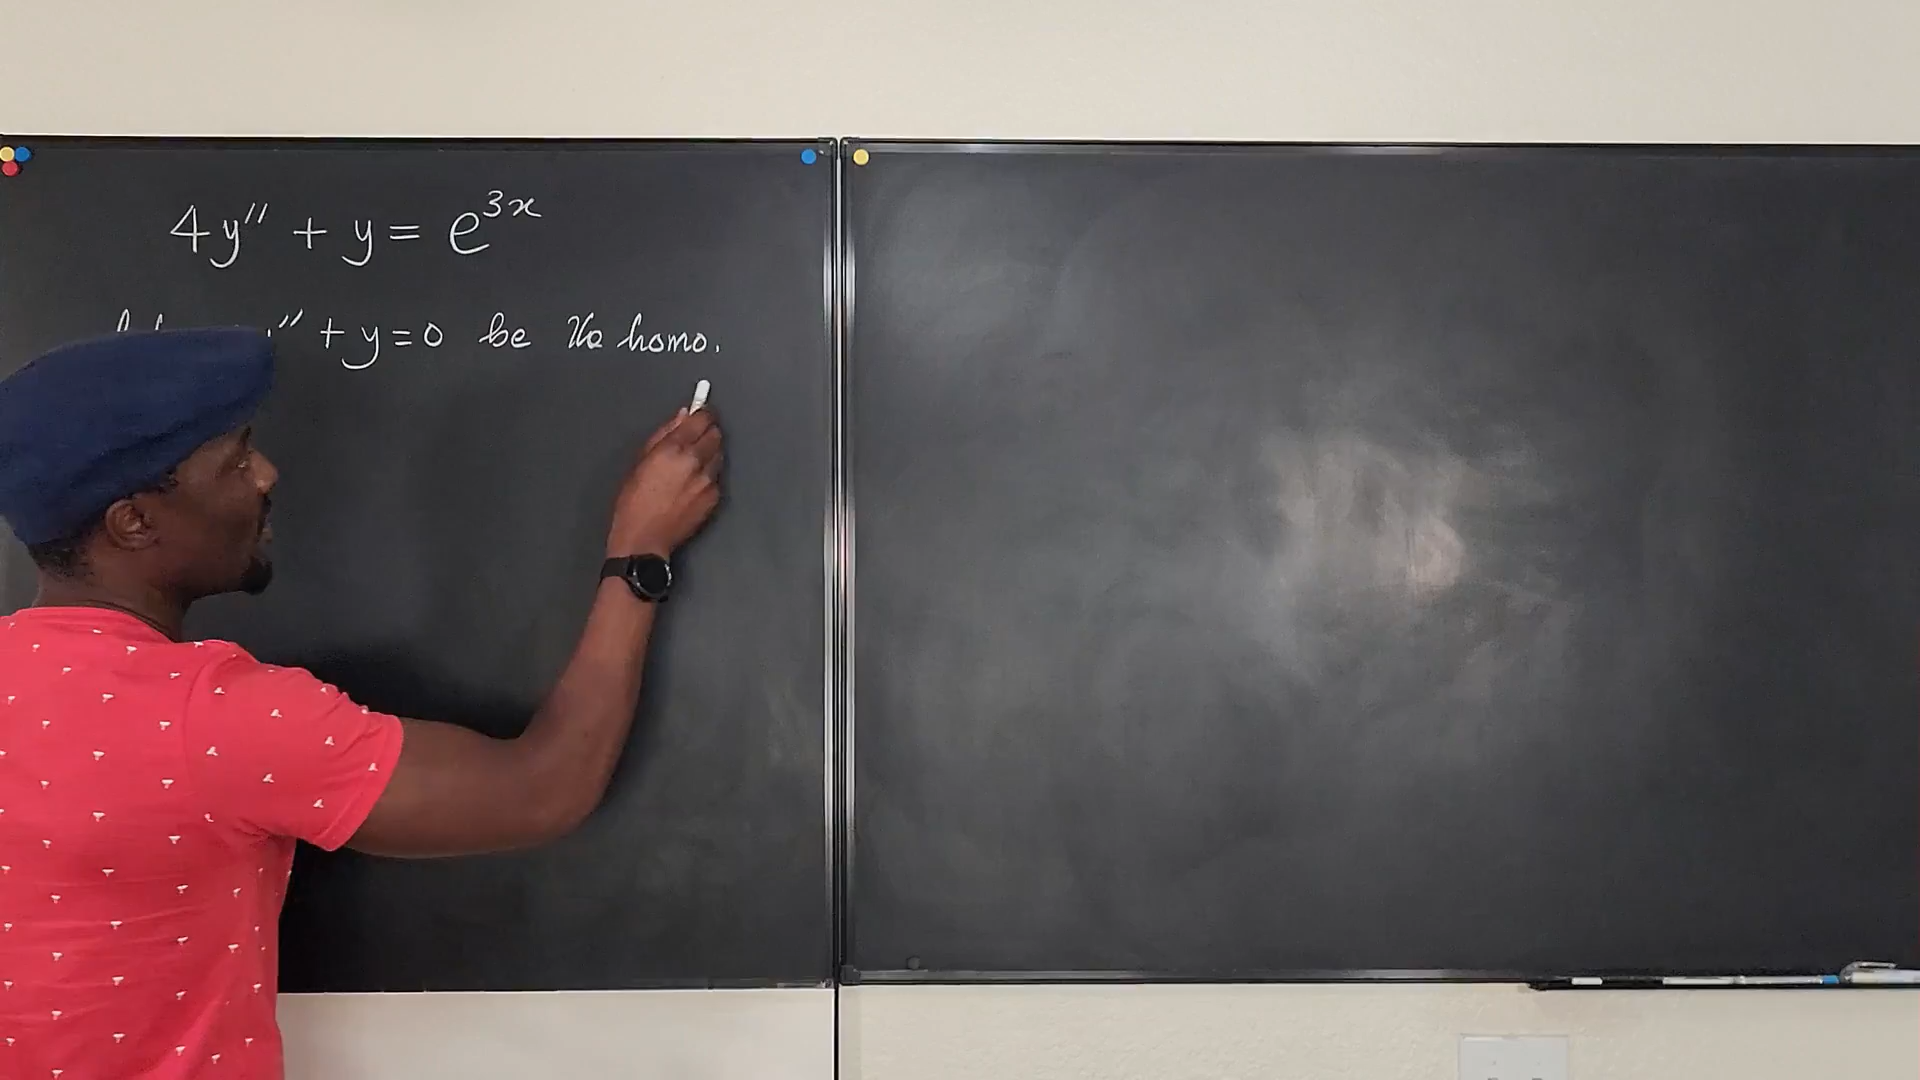 4y'' + y = e^{3x}
'' + y = 0 be the homo.